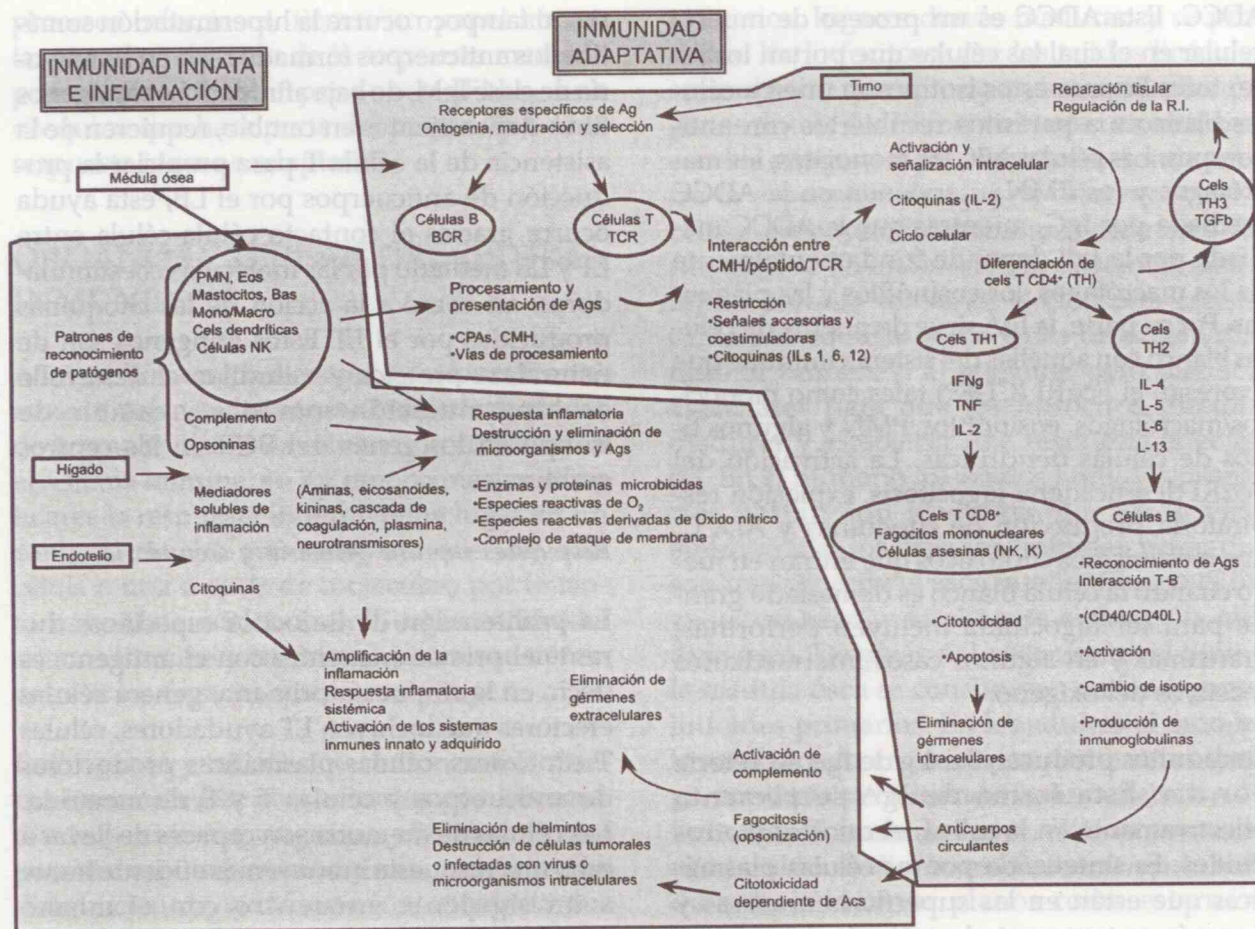 INMUNIDAD INNATA
E INFLAMACIÓN
INMUNIDAD
ADAPTATIVA
Timo
Receptores específicos de Ag
Ontogenia, maduración y selección
Reparación tisular
Regulación de la R.I.
Médula ósea
Células B
BCR
Células T
TCR
Activación y
señalización intracelular
Citoquinas (IL-2)
Ciclo celular
Cels
TH3
TGFb
PMN, Eos
Mastocitos, Bas
Mono/Macro
Cels dendríticas
Células NK
Patrones de
reconocimiento
de patógenos
Procesamiento y
presentación de Ags
•CPAs, CMH
•Vías de procesamiento
Interacción entre
CMH/péptido/TCR
•Restricción
•Señales accesorias y
coestimuladoras
•Citoquinas (ILs 1, 6, 12)
Diferenciación de
cels T CD4+ (TH)
Cels TH1
Cels
TH2
IFNg
TNF
IL-2
IL-4
IL-5
IL-6
IL-13
Complemento
Opsoninas
Respuesta inflamatoria
Destrucción y eliminación de
microorganismos y Ags
•Enzimas y proteínas microbicidas
•Especies reactivas de O2
•Especies reactivas derivadas de Oxido nítrico
•Complejo de ataque de membrana
Hígado
Mediadores
solubles de
inflamación
(Aminas, eicosanoides,
kininas, cascada de
coagulación, plasmina,
neurotransmisores)
Endotelio
Citoquinas
Células T CD8+
Fagocitos mononucleares
Células asesinas (NK, K)
Células B
•Reconocimiento de Ags
Interacción T-B
•(CD40/CD40L)
•Activación
•Cambio de isotipo
•Producción de
inmmoglobulinas
•Citotoxicidad
•Apoptosis
Eliminación de
gérmenes
intracelulares
Amplificación de la
inflamación
Respuesta inflamatoria
sistémica
Activación de los sistemas
inmunes innato y adquirido
Eliminación de
gérmenes
extracelulares
Activación de
complemento
Fagocitosis
(opsonización)
Anticuerpos
circulantes
Citotoxicidad
dependiente de Acs
Eliminación de helmintos
Destrucción de células tumorales
o infectadas con virus o
microorganismos intracelulares